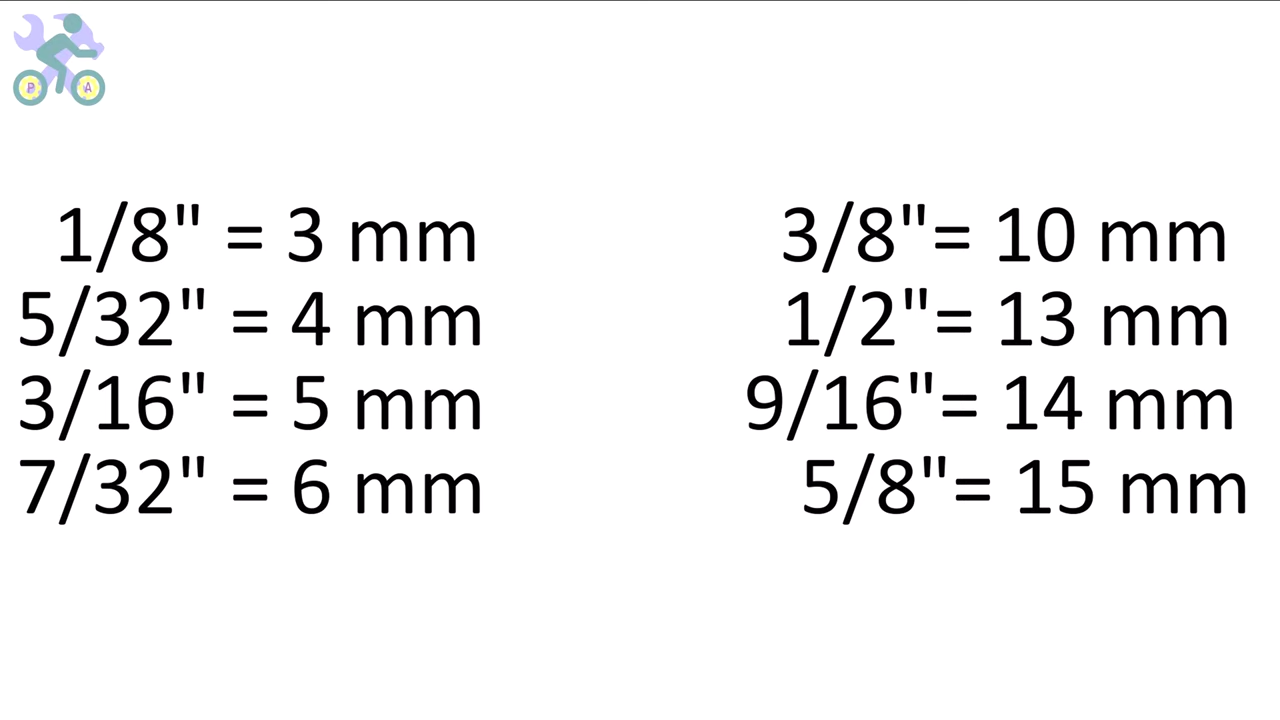 P A
1/8" = 3 mm
5/32" = 4 mm
3/16" = 5 mm
7/32" = 6 mm
3/8"= 10 mm
1/2"= 13 mm
9/16"= 14 mm
5/8"= 15 mm